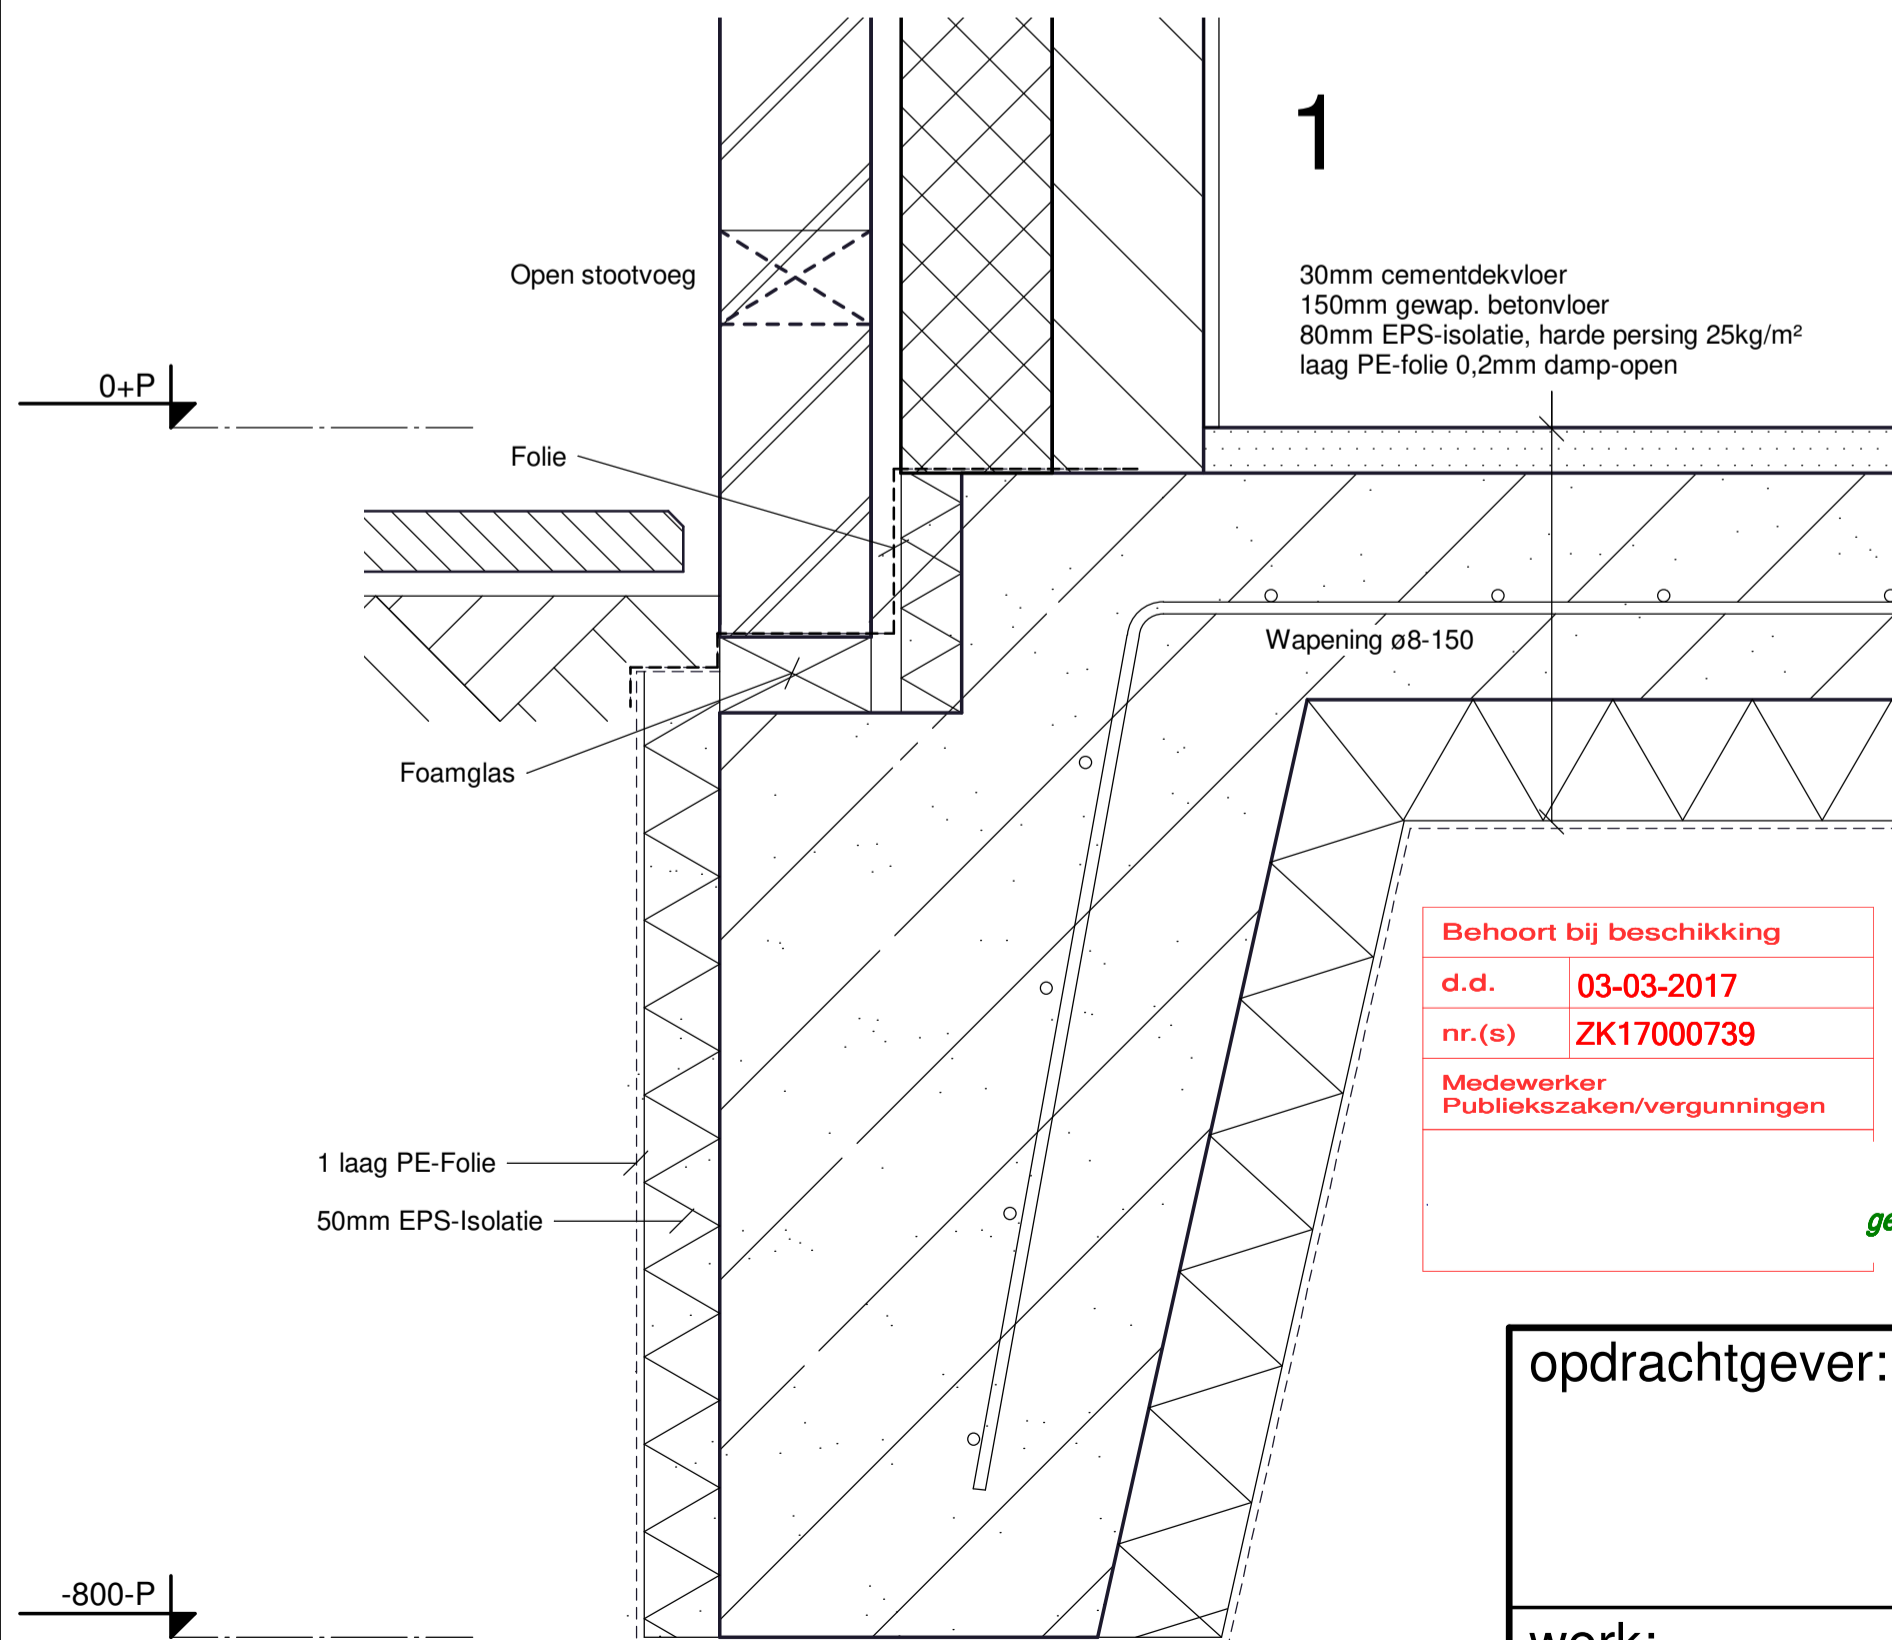 1
Open stootvoeg
30mm cementdekvloer
150mm gewap. betonvloer
80mm EPS-isolatie, harde persing 25kg/m²
laag PE-folie 0,2mm damp-open
0+P
Folie
Wapening ø8-150
Foamglas
Behoort bij beschikking
d.d. 03-03-2017
nr.(s) ZK17000739
Medewerker
Publiekszaken/vergunningen
1 laag PE-Folie
50mm EPS-Isolatie
ge
opdrachtgever:
-800-P
werk: